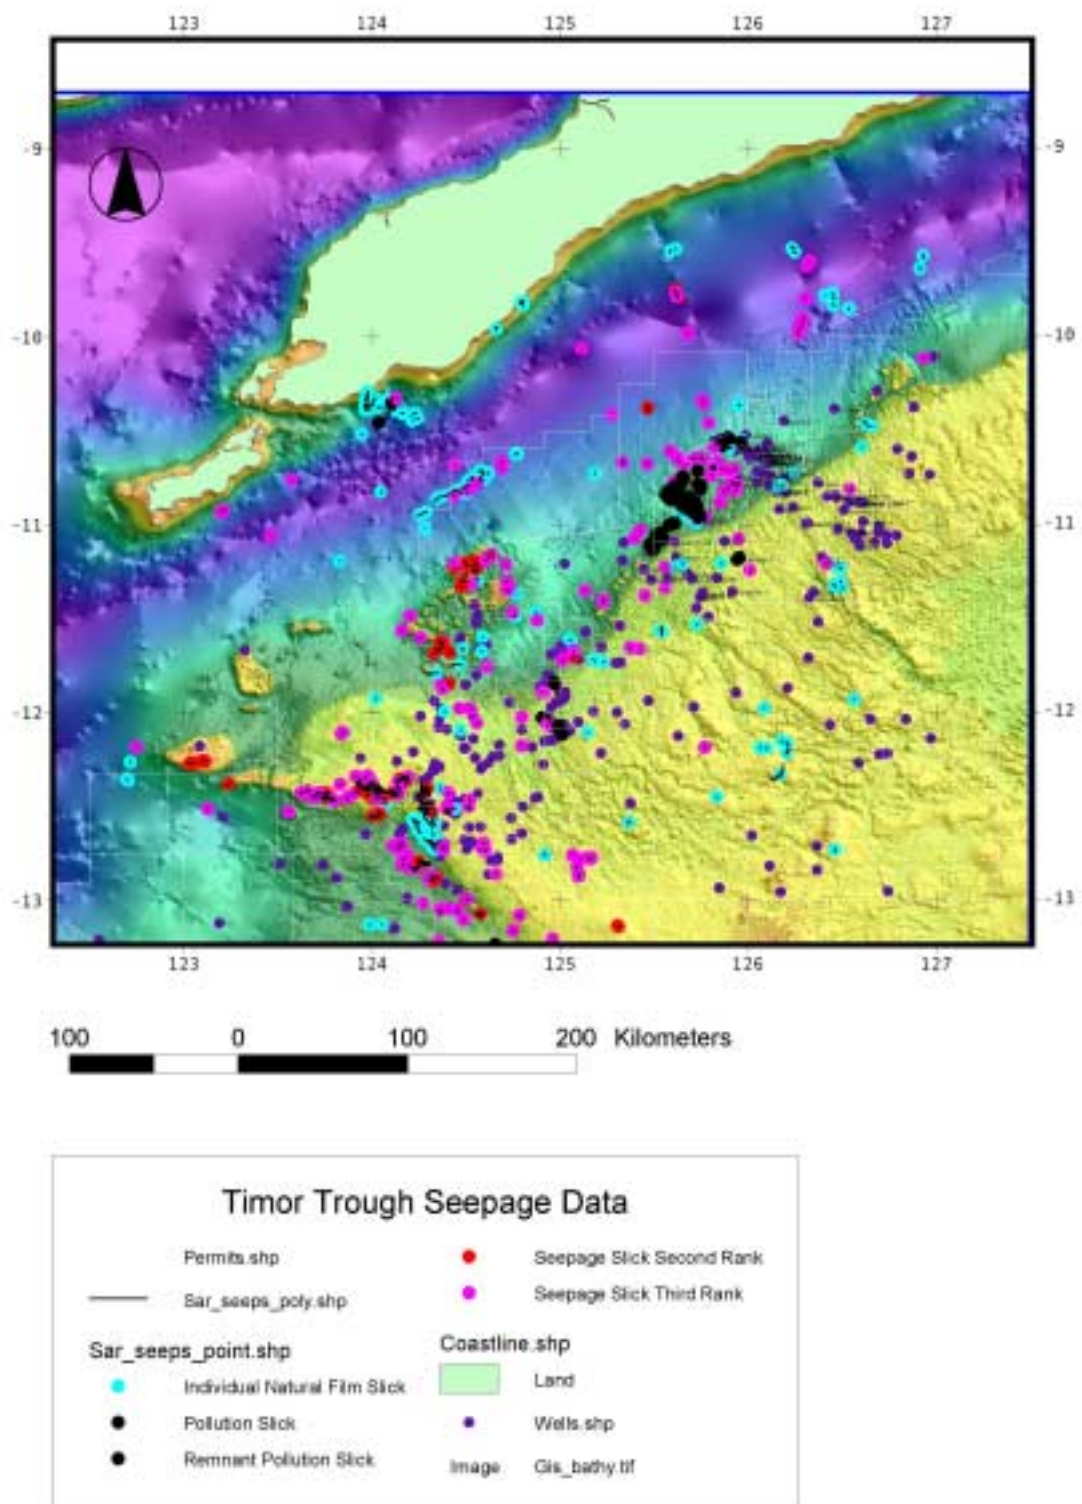 123 124 125 126 127
-9 -9
-10 -10
-11 -11
-12 -12
-13 -13
123 124 125 126 127
100 0 100 200 Kilometers
Timor Trough Seepage Data
Permits.shp
Sar_seeps_poly.shp
Sar_seeps_point.shp
Individual Natural Film Slick
Pollution Slick
Remnant Pollution Slick
Seepage Slick Second Rank
Seepage Slick Third Rank
Coastline.shp
Land
Wells.shp
Image Gis_bathy.tif